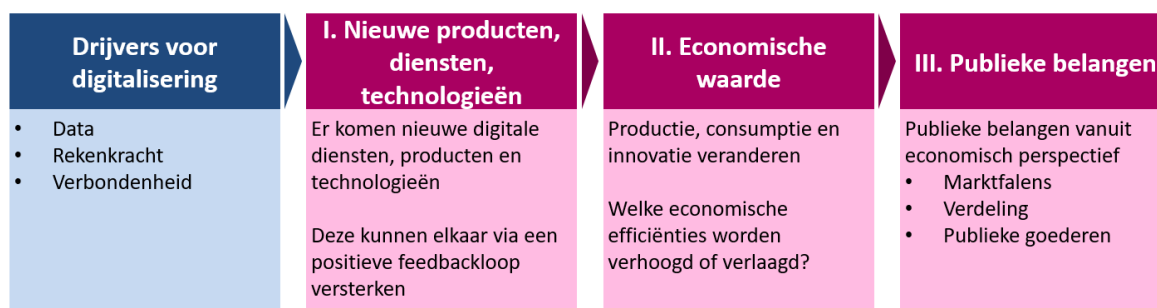 Drijvers voor
digitalisering
• Data
• Rekenkracht
• Verbondenheid
I. Nieuwe producten,
diensten,
technologieën
Er komen nieuwe digitale
diensten, producten en
technologieën
Deze kunnen elkaar via een
positieve feedbackloop
versterken
II. Economische
waarde
Productie, consumptie en
innovatie veranderen
Welke economische
efficiënties worden
verhoogd of verlaagd?
III. Publieke belangen
Publieke belangen vanuit
economisch perspectief
• Marktfalens
• Verdeling
• Publieke goederen